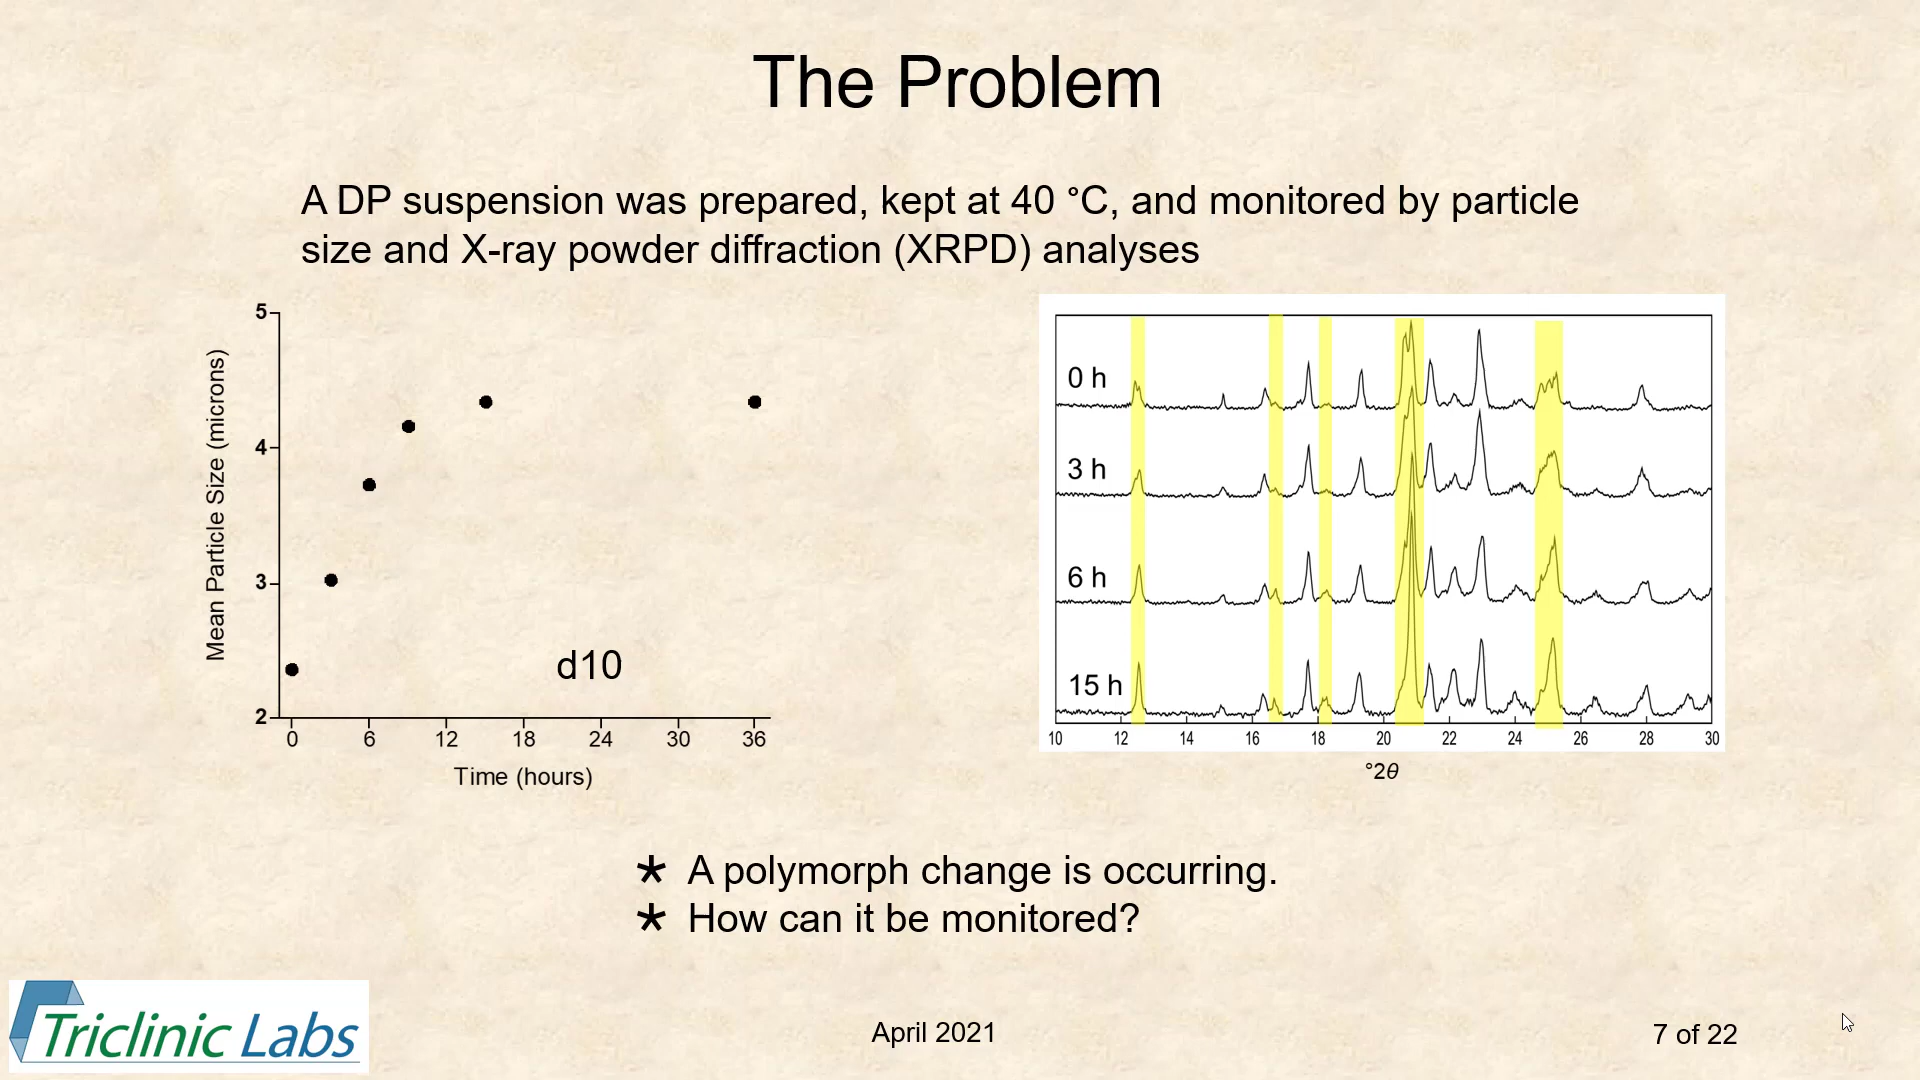 The Problem
A DP suspension was prepared, kept at 40 °C, and monitored by particle
size and X-ray powder diffraction (XRPD) analyses
5
4
3
2
Mean Particle Size (microns)
d10
0 6 12 18 24 30 36
Time (hours)
0 h
3 h
6 h
15 h
10 12 14 16 18 20 22 24 26 28 30
°2θ
* A polymorph change is occurring.
* How can it be monitored?
Triclinic Labs
April 2021
7 of 22